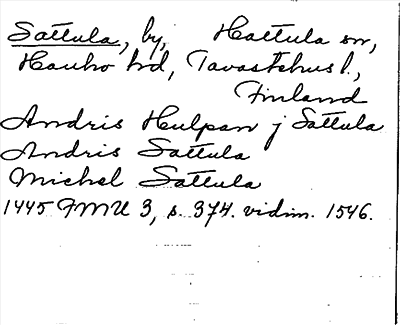 Sattula, by, Hattula sn,
Hauho hd, Tavastehus l.,
Finland
Andris Hulpan j Sattula
Andris Sattula
Michel Sattula
1445 FMU 3, s. 374. vidim. 1546.